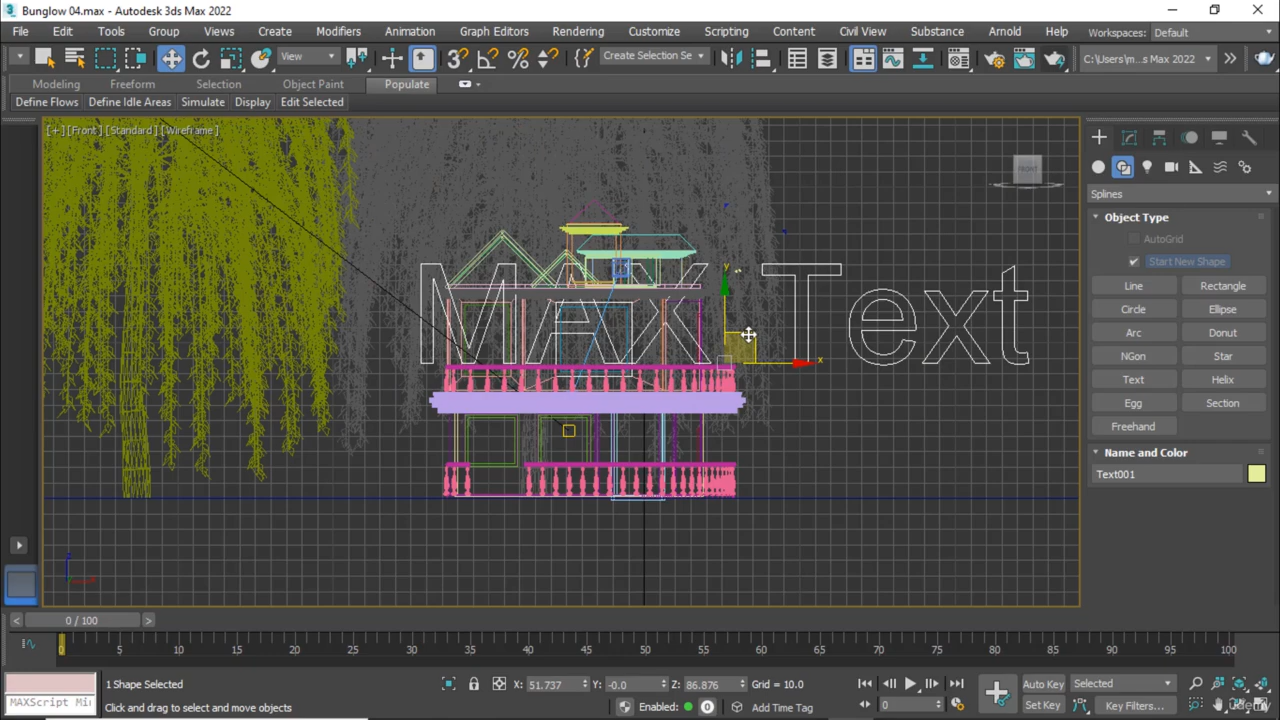 Bunglow 04.max - Autodesk 3ds Max 2022
File Edit Tools Group Views Create Modifiers Animation Graph Editors Rendering Customize Scripting Content Civil View Substance Arnold Help Workspaces: Default
View Create Selection Se C:\Users\m...s Max 2022
Modeling Freeform Selection Object Paint Populate
Define Flows Define Idle Areas Simulate Display Edit Selected
[+] [Front] [Standard] [Wireframe]
FRONT
Splines
Object Type
AutoGrid
Start New Shape
Line Rectangle
Circle Ellipse
Arc Donut
NGon Star
Text Helix
Egg Section
Freehand
Name and Color
Text001
MAX Text
y
x
z
< 0 / 100 >
0 5 10 15 20 25 30 35 40 45 50 55 60 65 70 75 80 85 90 95 100
1 Shape Selected X: 51.737 Y: -0.0 Z: 86.876 Grid = 10.0 Auto Key Selected
MAXScript Mi Click and drag to select and move objects Enabled: 0 Add Time Tag 0 Set Key Key Filters...
Udemy